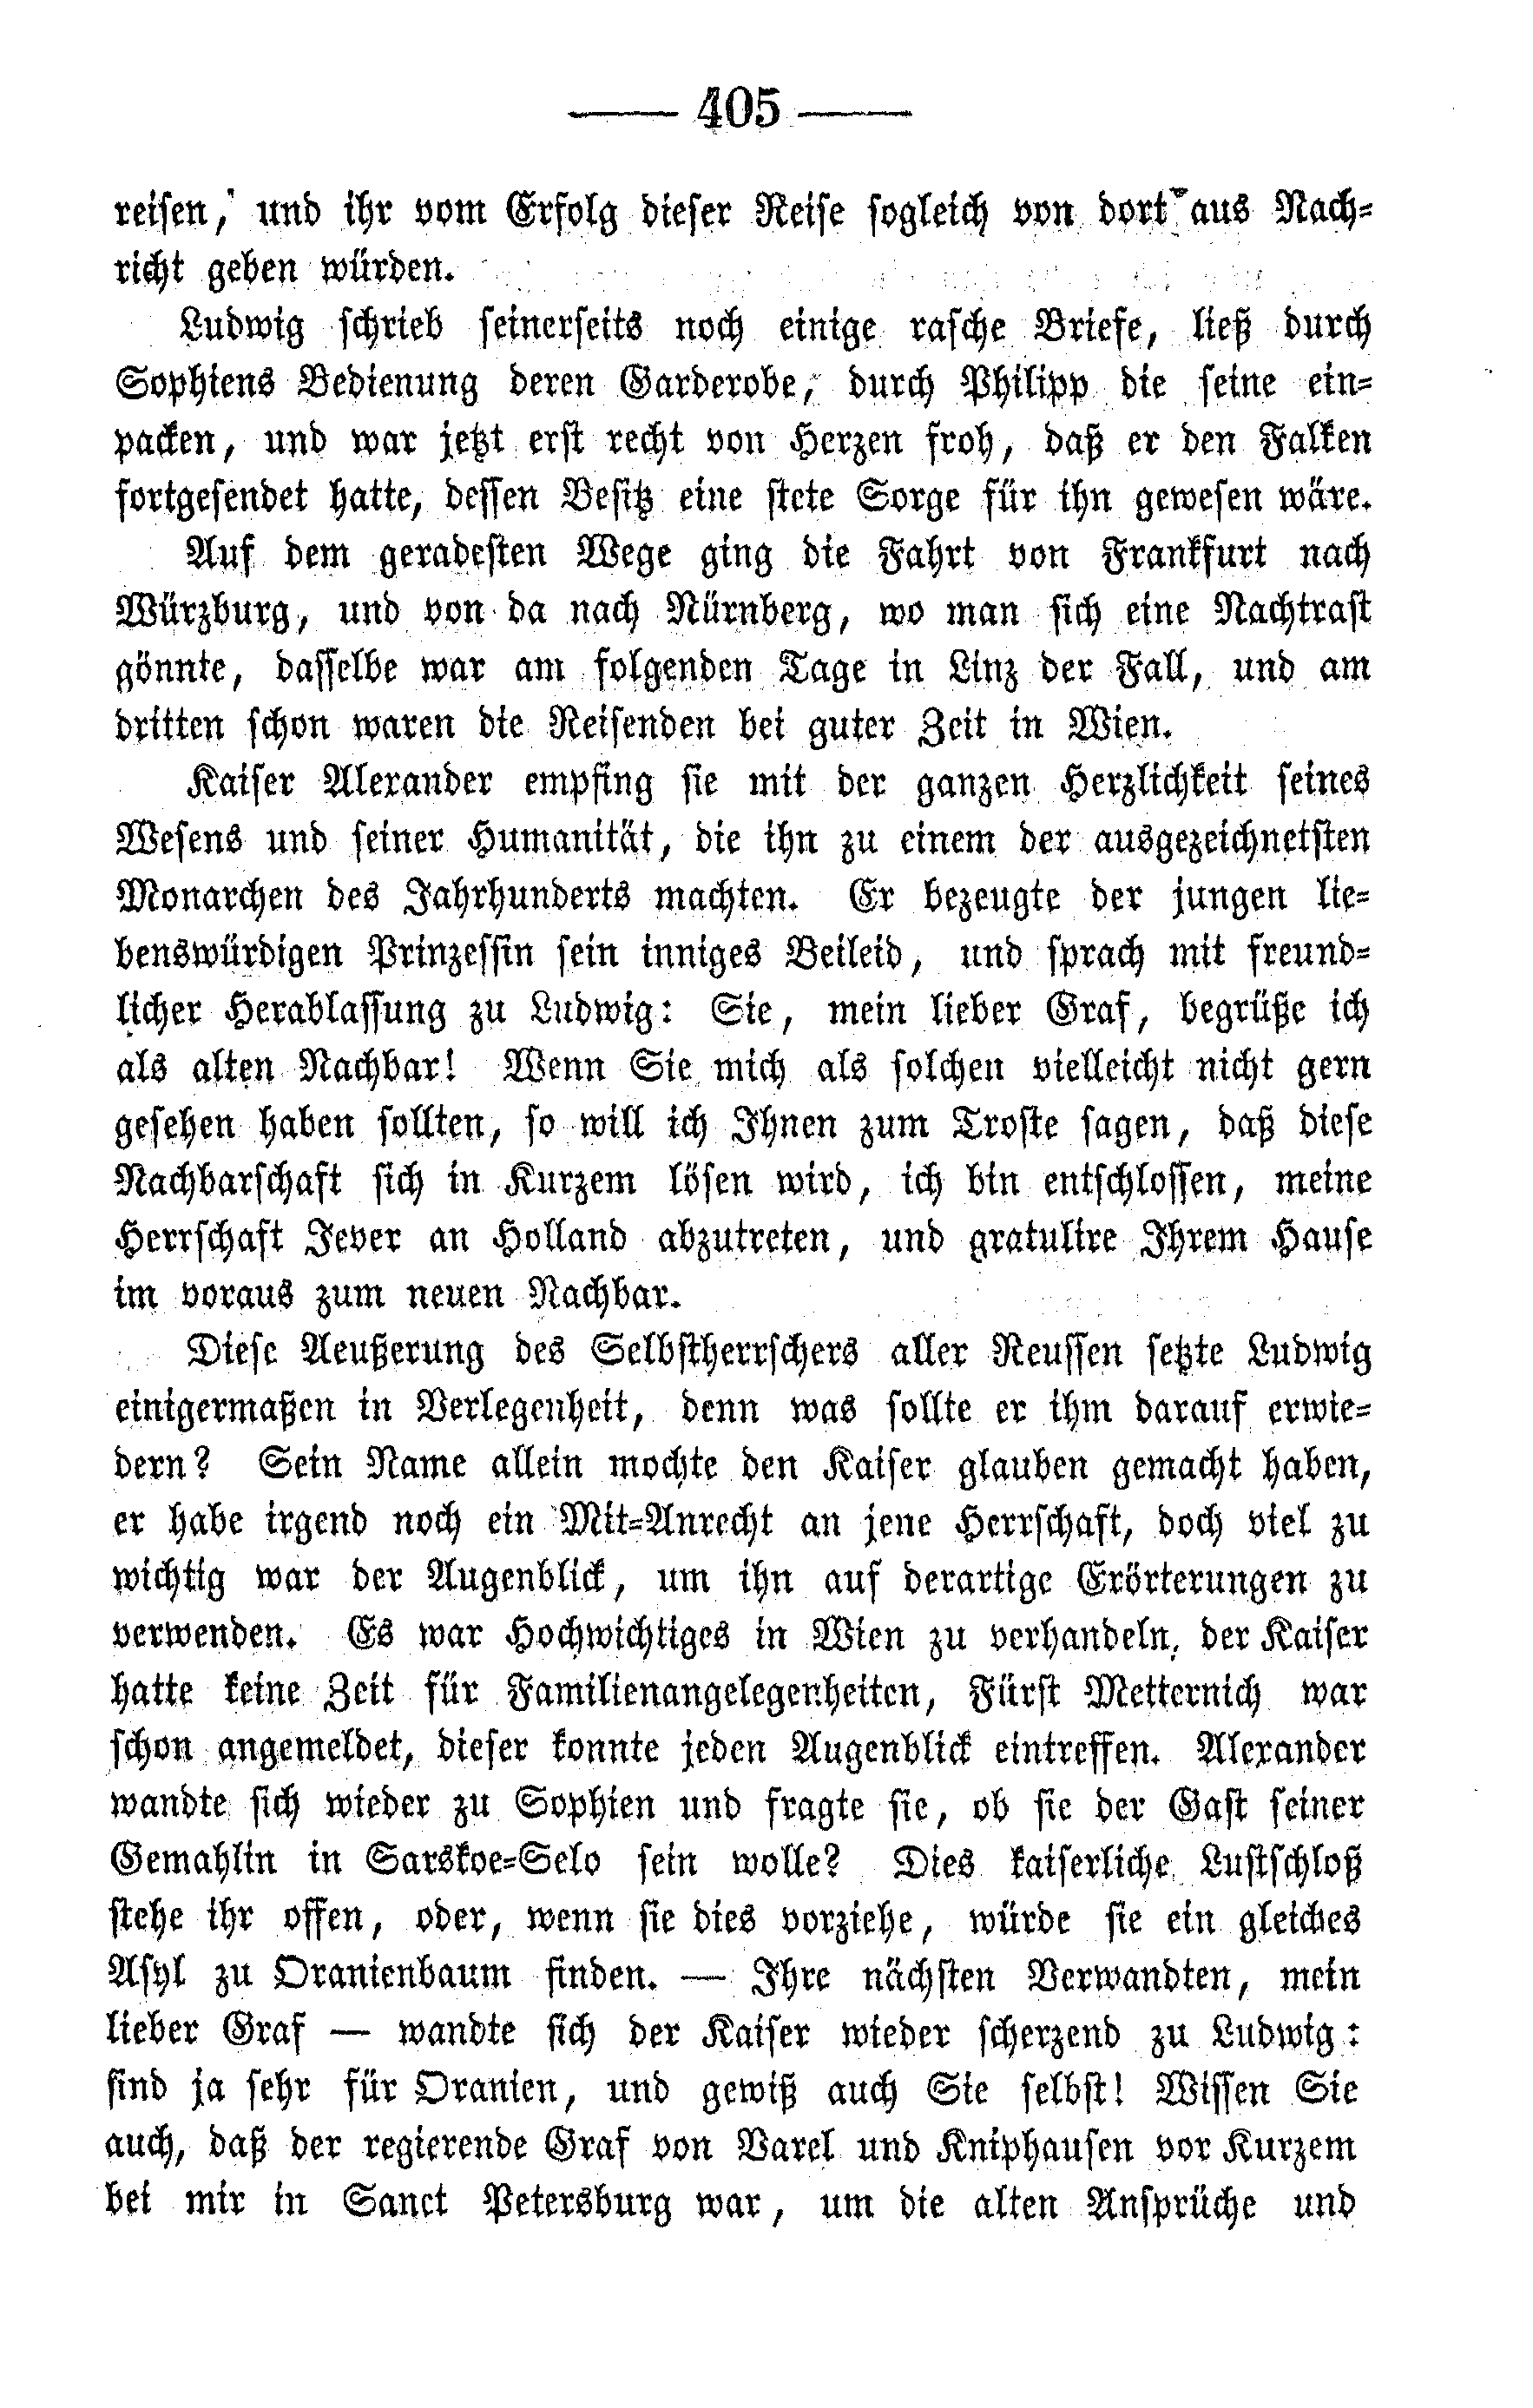 — 405 —
reisen, und ihr vom Erfolg dieser Reise sogleich von dort aus Nach-
richt geben würden.
Ludwig schrieb seinerseits noch einige rasche Briefe, ließ durch
Sophiens Bedienung deren Garderobe, durch Philipp die seine ein-
packen, und war jetzt erst recht von Herzen froh, daß er den Falken
fortgesendet hatte, dessen Besitz eine stete Sorge für ihn gewesen wäre.
Auf dem geradesten Wege ging die Fahrt von Frankfurt nach
Würzburg, und von da nach Nürnberg, wo man sich eine Nachtrast
gönnte, dasselbe war am folgenden Tage in Linz der Fall, und am
dritten schon waren die Reisenden bei guter Zeit in Wien.
Kaiser Alexander empfing sie mit der ganzen Herzlichkeit seines
Wesens und seiner Humanität, die ihn zu einem der ausgezeichnetsten
Monarchen des Jahrhunderts machten. Er bezeugte der jungen lie-
benswürdigen Prinzessin sein inniges Beileid, und sprach mit freund-
licher Herablassung zu Ludwig: Sie, mein lieber Graf, begrüße ich
als alten Nachbar! Wenn Sie mich als solchen vielleicht nicht gern
gesehen haben sollten, so will ich Ihnen zum Troste sagen, daß diese
Nachbarschaft sich in Kurzem lösen wird, ich bin entschlossen, meine
Herrschaft Jever an Holland abzutreten, und gratulire Ihrem Hause
im voraus zum neuen Nachbar.
Diese Aeußerung des Selbstherrschers aller Reussen setzte Ludwig
einigermaßen in Verlegenheit, denn was sollte er ihm darauf erwie-
dern? Sein Name allein mochte den Kaiser glauben gemacht haben,
er habe irgend noch ein Mit-Anrecht an jene Herrschaft, doch viel zu
wichtig war der Augenblick, um ihn auf derartige Erörterungen zu
verwenden. Es war Hochwichtiges in Wien zu verhandeln, der Kaiser
hatte keine Zeit für Familienangelegenheiten, Fürst Metternich war
schon angemeldet, dieser konnte jeden Augenblick eintreffen. Alexander
wandte sich wieder zu Sophien und fragte sie, ob sie der Gast seiner
Gemahlin in Sarskoe-Selo sein wolle? Dies kaiserliche Lustschloß
stehe ihr offen, oder, wenn sie dies vorziehe, würde sie ein gleiches
Asyl zu Oranienbaum finden. — Ihre nächsten Verwandten, mein
lieber Graf — wandte sich der Kaiser wieder scherzend zu Ludwig:
sind ja sehr für Oranien, und gewiß auch Sie selbst! Wissen Sie
auch, daß der regierende Graf von Varel und Kniphausen vor Kurzem
bei mir in Sanct Petersburg war, um die alten Ansprüche und